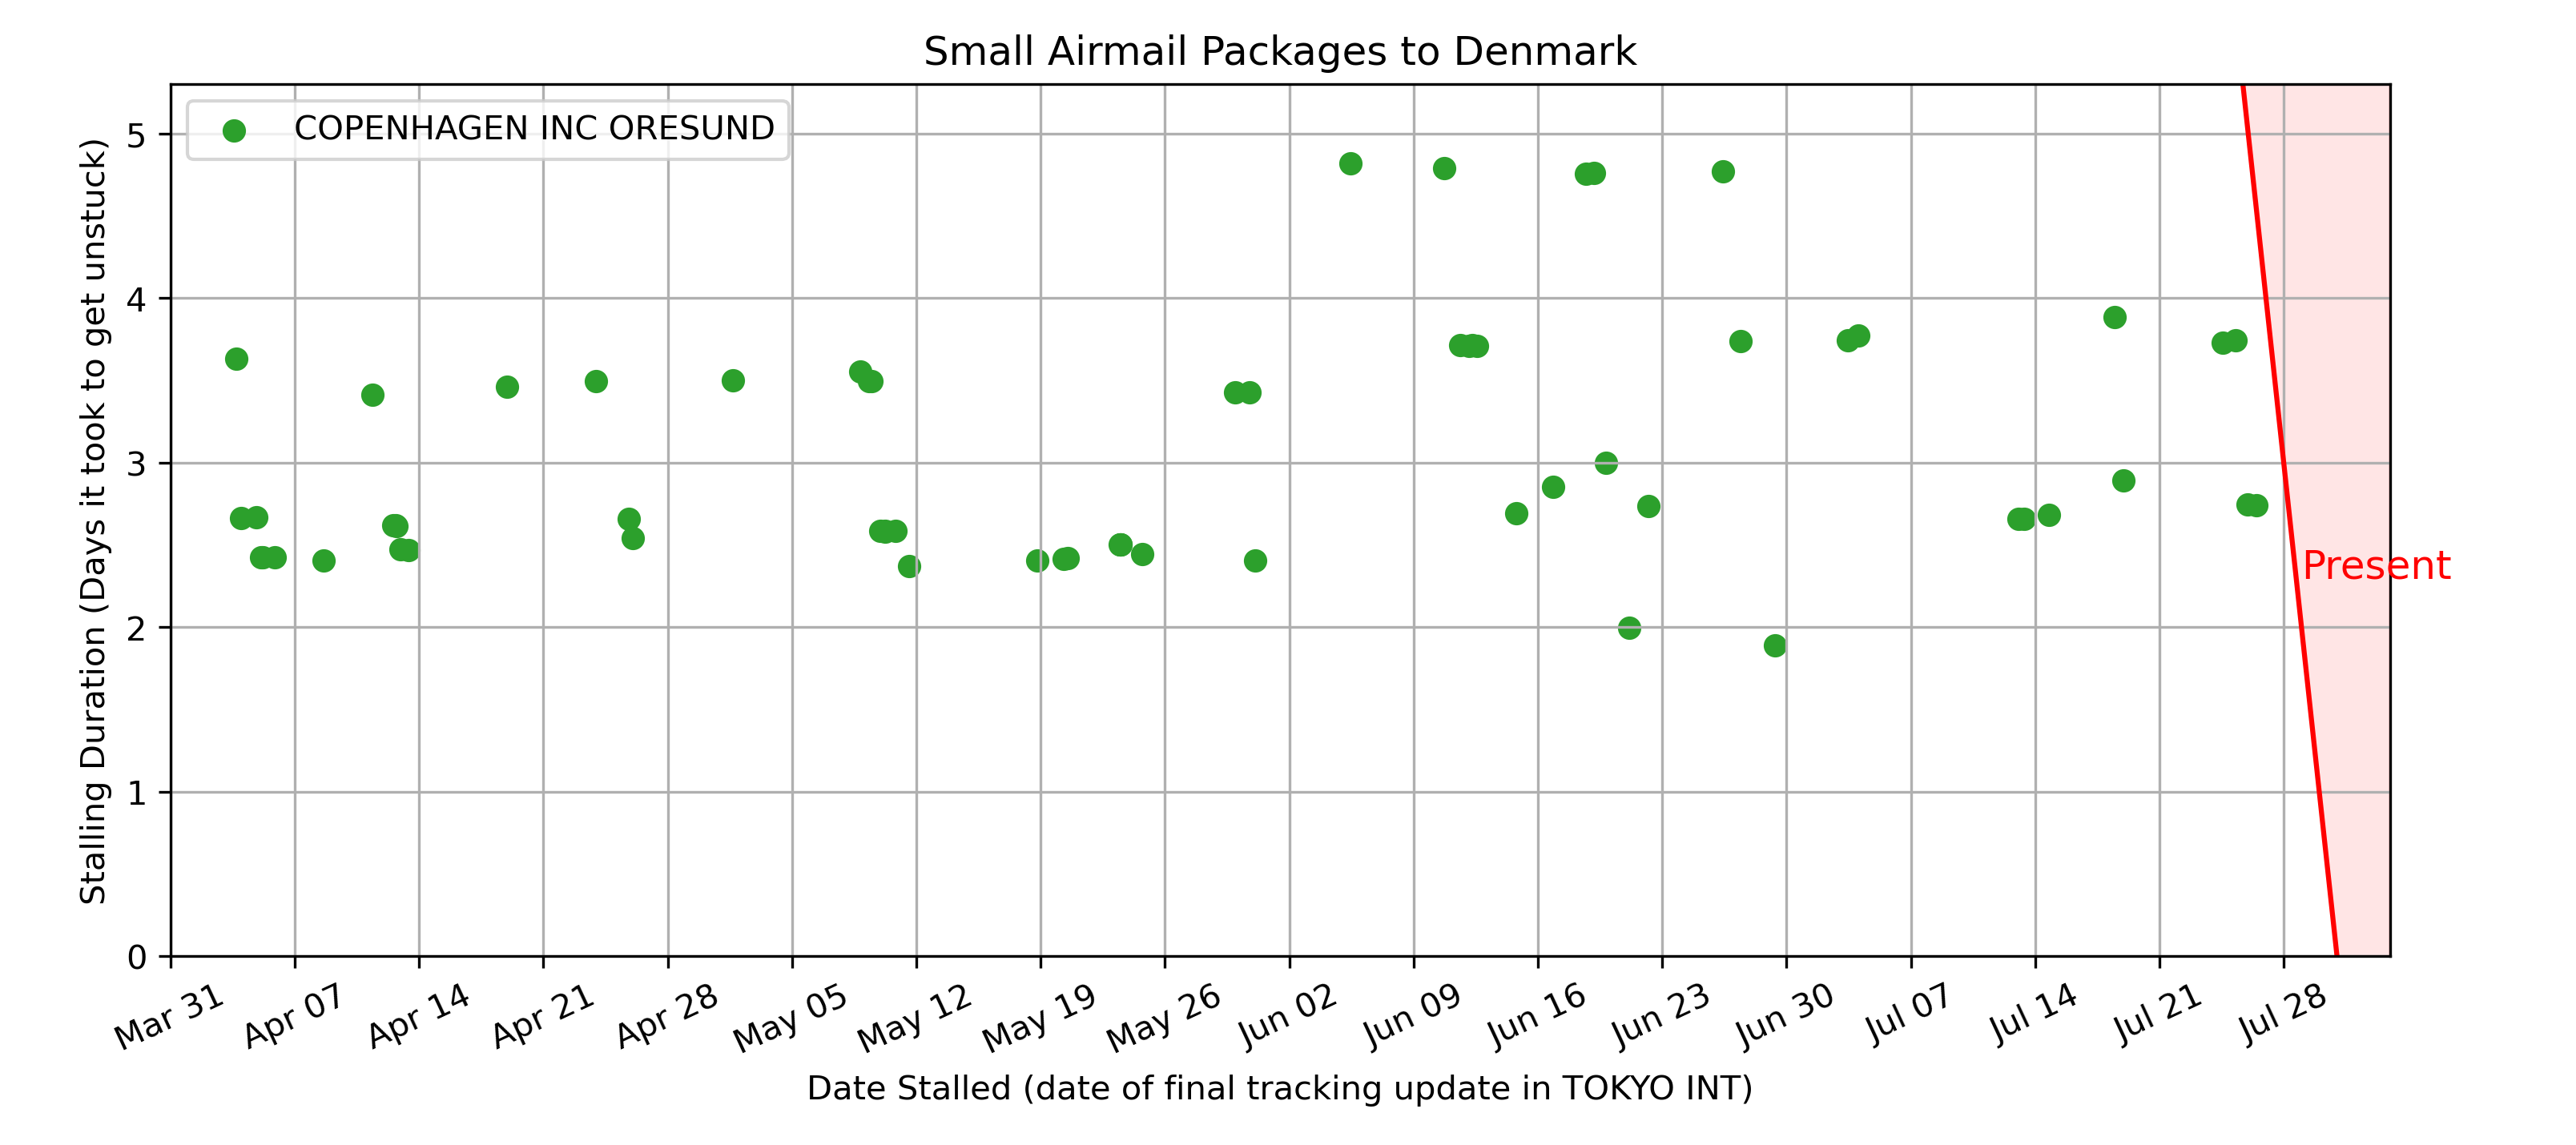 Small Airmail Packages to Denmark
COPENHAGEN INC ORESUND
Stalling Duration (Days it took to get unstuck)
5
4
3
2
1
0
Present
Mar 31
Apr 07
Apr 14
Apr 21
Apr 28
May 05
May 12
May 19
May 26
Jun 02
Jun 09
Jun 16
Jun 23
Jun 30
Jul 07
Jul 14
Jul 21
Jul 28
Date Stalled (date of final tracking update in TOKYO INT)